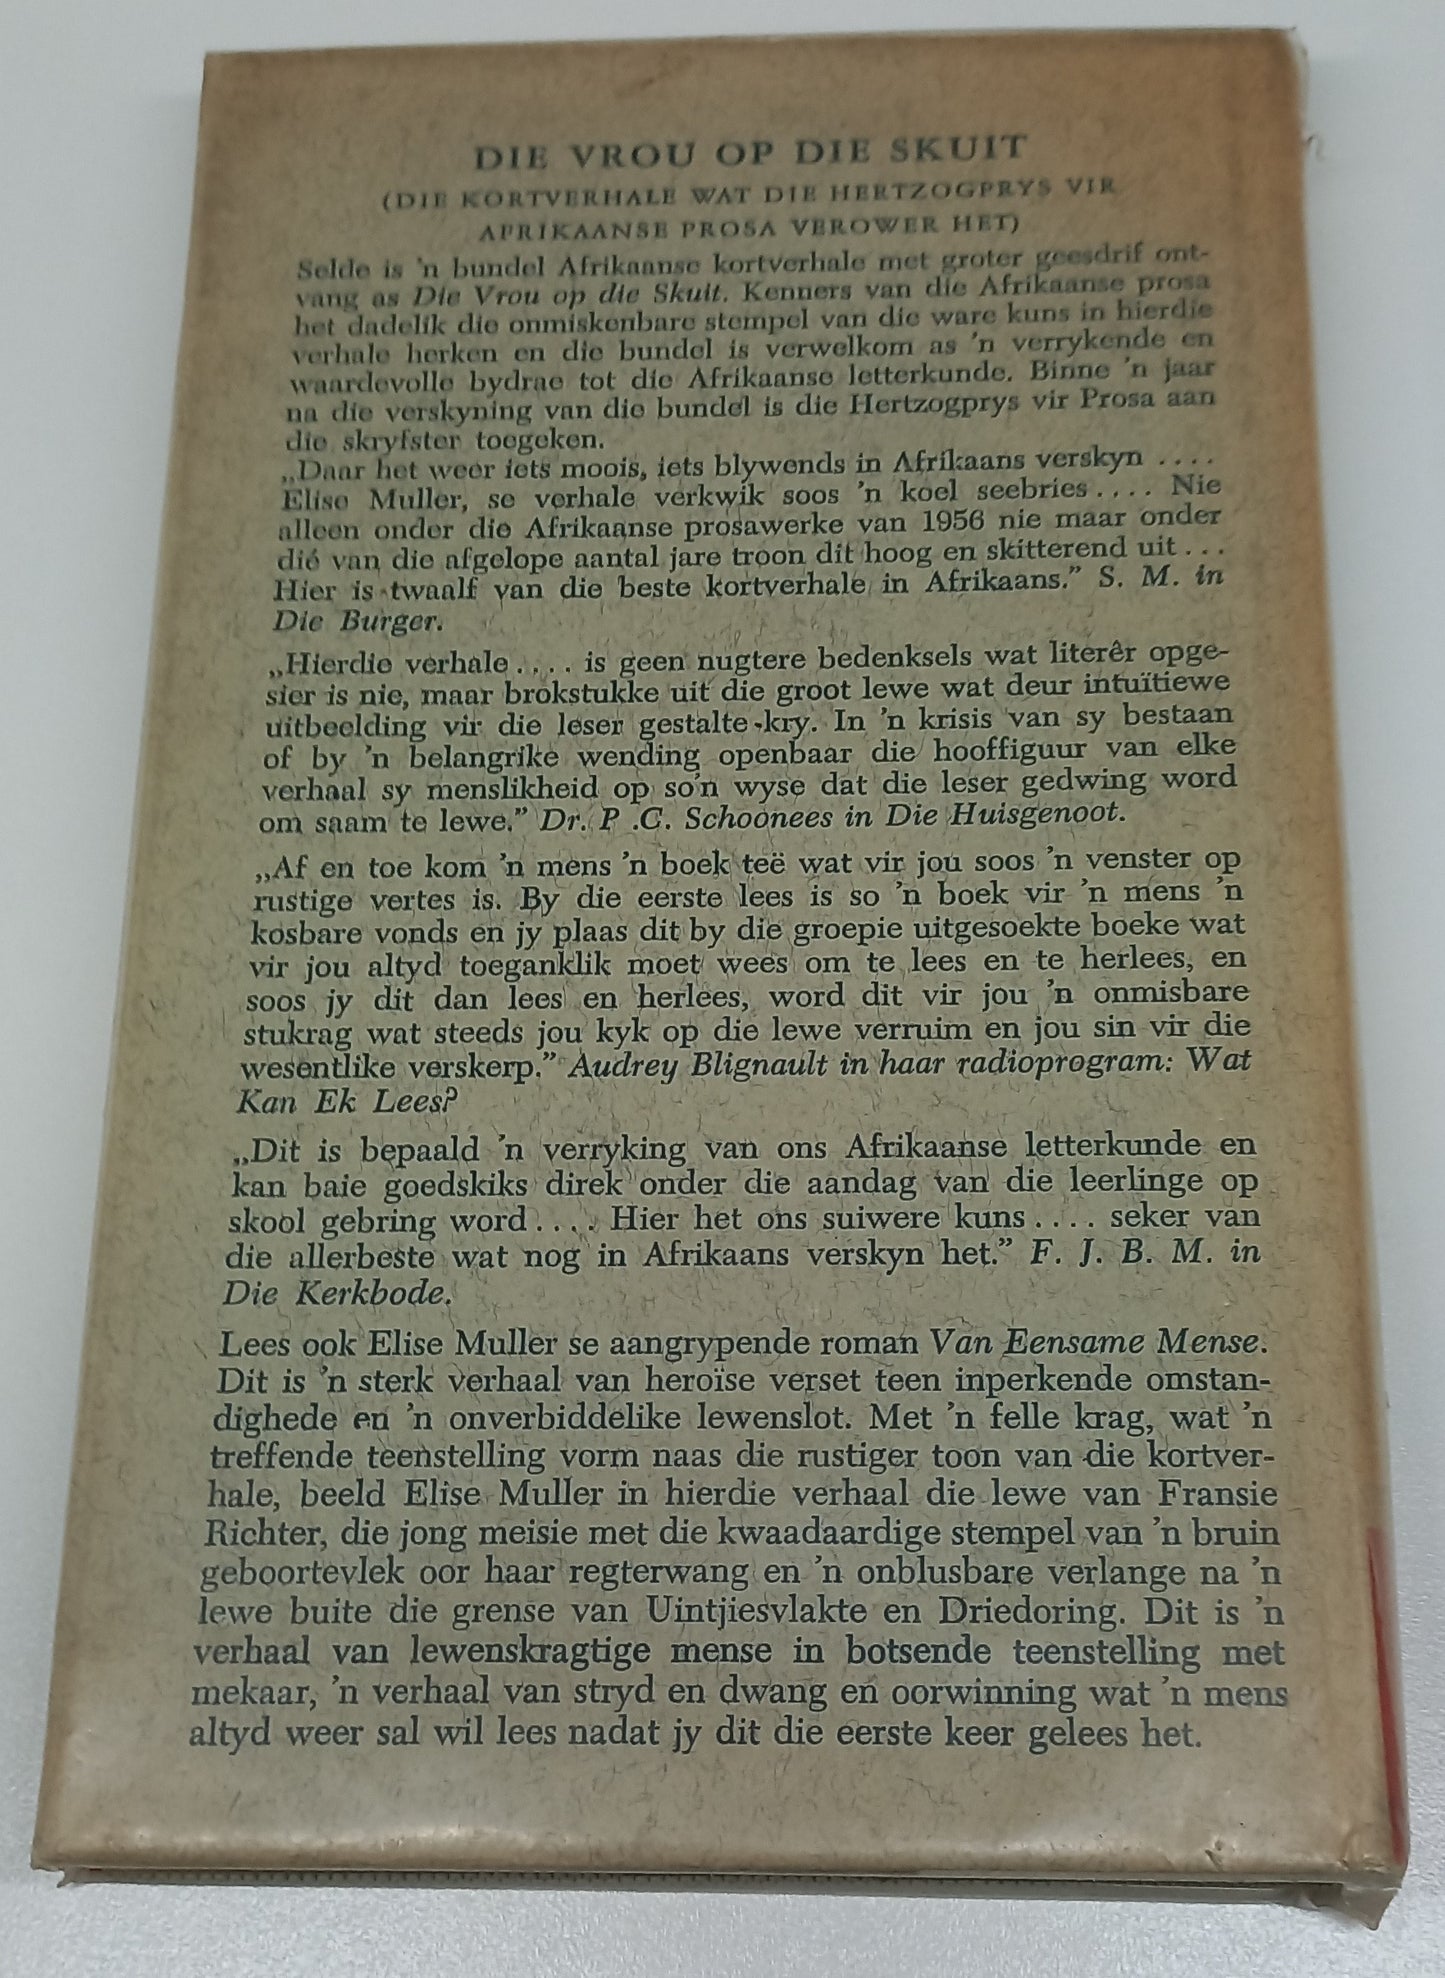 DIE VROU OP DIE SKUIT
(DIE KORTVERHALE WAT DIE HERTZOGPRYS VIR
AFRIKAANSE PROSA VEROWER HET)
Selde is 'n bundel Afrikaanse kortverhale met groter geesdrif ont-
vang as Die Vrou op die Skuit. Kenners van die Afrikaanse prosa
het dadelik die onmiskenbare stempel van die ware kuns in hierdie
verhale herken en die bundel is verwelkom as 'n verrykende en
waardevolle bydrae tot die Afrikaanse letterkunde. Binne 'n jaar
na die verskyning van die bundel is die Hertzogprys vir Prosa aan
die skryfster toegeken.
„Daar het weer iets moois, iets blywends in Afrikaans verskyn ....
Elise Muller, se verhale verkwik soos 'n koel seebries.... Nie
alleen onder die Afrikaanse prosawerke van 1956 nie maar onder
dié van die afgelope aantal jare troon dit hoog en skitterend uit...
Hier is twaalf van die beste kortverhale in Afrikaans.” S. M. in
Die Burger.
„Hierdie verhale.... is geen nugtere bedenksels wat literêr opge-
sier is nie, maar brokstukke uit die groot lewe wat deur intuïtiewe
uitbeelding vir die leser gestalte kry. In 'n krisis van sy bestaan
of by 'n belangrike wending openbaar die hooffiguur van elke
verhaal sy menslikheid op so'n wyse dat die leser gedwing word
om saam te lewe.” Dr. P .C. Schoonees in Die Huisgenoot.
„Af en toe kom 'n mens 'n boek teë wat vir jou soos 'n venster op
rustige vertes is. By die eerste lees is so 'n boek vir 'n mens 'n
kosbare vonds en jy plaas dit by die groepie uitgesoekte boeke wat
vir jou altyd toeganklik moet wees om te lees en te herlees, en
soos jy dit dan lees en herlees, word dit vir jou 'n onmisbare
stukrag wat steeds jou kyk op die lewe verruim en jou sin vir die
wesentlike verskerp.” Audrey Blignault in haar radioprogram: Wat
Kan Ek Lees?
„Dit is bepaald 'n verryking van ons Afrikaanse letterkunde en
kan baie goedskiks direk onder die aandag van die leerlinge op
skool gebring word.... Hier het ons suiwere kuns.... seker van
die allerbeste wat nog in Afrikaans verskyn het.” F. J. B. M. in
Die Kerkbode.
Lees ook Elise Muller se aangrypende roman Van Eensame Mense.
Dit is 'n sterk verhaal van heroïse verset teen inperkende omstan-
dighede en 'n onverbiddelike lewenslot. Met 'n felle krag, wat 'n
treffende teenstelling vorm naas die rustiger toon van die kortver-
hale, beeld Elise Muller in hierdie verhaal die lewe van Fransie
Richter, die jong meisie met die kwaadaardige stempel van 'n bruin
geboortevlek oor haar regterwang en 'n onblusbare verlange na 'n
lewe buite die grense van Uintjiesvlakte en Driedoring. Dit is 'n
verhaal van lewenskragtige mense in botsende teenstelling met
mekaar, 'n verhaal van stryd en dwang en oorwinning wat 'n mens
altyd weer sal wil lees nadat jy dit die eerste keer gelees het.